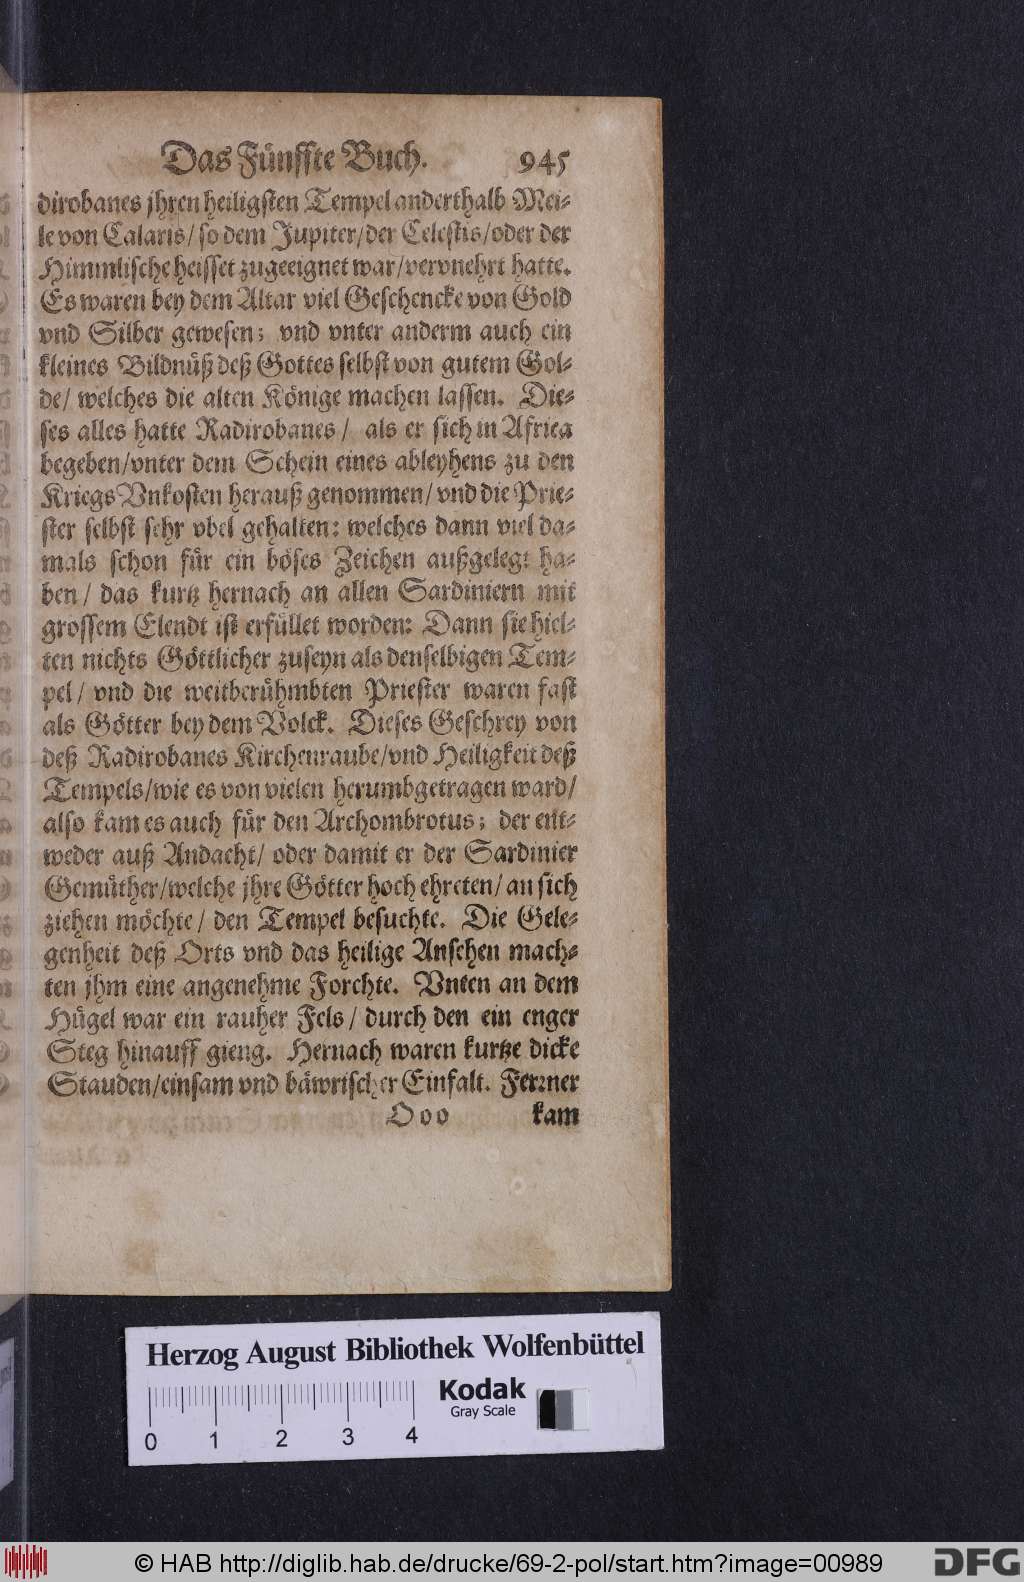 Das Fünffte Buch. 945
dirobanes jhren heiligsten Tempel anderthalb Mei-
le von Calaris/ so dem Jupiter/der Celestis/oder der
Himmlische heisset zugeeignet war/vervnehrt hatte.
Es waren bey dem Altar viel Geschencke von Gold
vnd Silber gewesen; vnd vnter anderm auch ein
kleines Bildnüß deß Gottes selbst von gutem Gol-
de/ welches die alten Könige machen lassen. Die-
ses alles hatte Radirobanes/ als er sich in Africa
begeben/vnter dem Schein eines ableyhens zu den
Kriegs Vnkosten herauß genommen/ vnd die Prie-
ster selbst sehr vbel gehalten: welches dann viel da-
mals schon für ein böses Zeichen außgelegt ha-
ben/ das kurtz hernach an allen Sardiniern mit
grossem Elendt ist erfüllet worden: Dann sie hiel-
ten nichts Göttlicher zuseyn als denselbigen Tem-
pel/ vnd die weitberühmbten Priester waren fast
als Götter bey dem Volck. Dieses Geschrey von
deß Radirobanes Kirchenraube/vnd Heiligkeit deß
Tempels/wie es von vielen herumbgetragen ward/
also kam es auch für den Archombrotus; der ent-
weder auß Andacht/ oder damit er der Sardinier
Gemüther/welche jhre Götter hoch ehreten/ an sich
ziehen möchte/ den Tempel besuchte. Die Gele-
genheit deß Orts vnd das heilige Ansehen mach-
ten jhm eine angenehme Forchte. Vnten an dem
Hügel war ein rauher Fels/ durch den ein enger
Steg hinauff gieng. Hernach waren kurtze dicke
Stauden/einsam vnd bäwrischer Einfalt. Ferrner
Ooo kam
Herzog August Bibliothek Wolfenbüttel
Kodak
Gray Scale
0 1 2 3 4
© HAB http://diglib.hab.de/drucke/69-2-pol/start.htm?image=00989
DFG